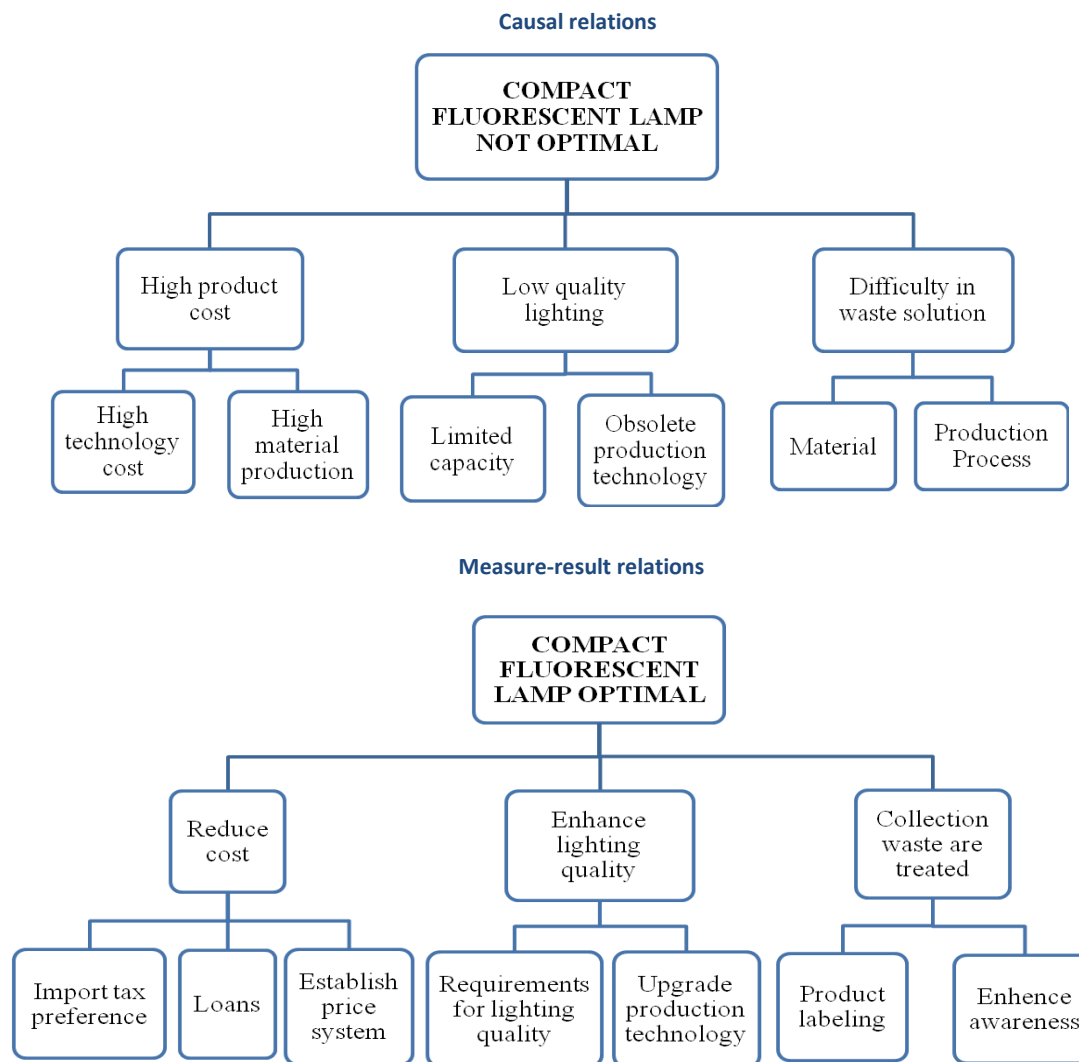 Causal relations
COMPACT
FLUORESCENT LAMP
NOT OPTIMAL
High product
cost
Low quality
lighting
Difficulty in
waste solution
High
technology
cost
High
material
production
Limited
capacity
Obsolete
production
technology
Material
Production
Process
Measure-result relations
COMPACT
FLUORESCENT
LAMP OPTIMAL
Reduce
cost
Enhance
lighting
quality
Collection
waste are
treated
Import tax
preference
Loans
Establish
price
system
Requirements
for lighting
quality
Upgrade
production
technology
Product
labeling
Enhence
awareness